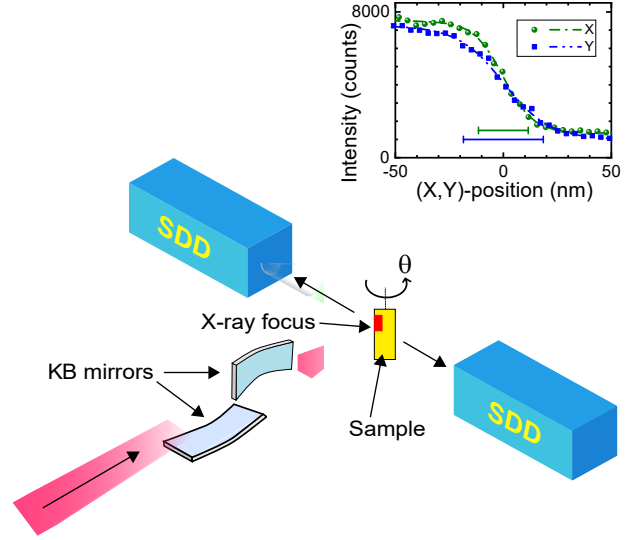 8000
0
Intensity (counts)
X
Y
-50
0
50
(X,Y)-position (nm)
SDD
θ
X-ray focus
KB mirrors
Sample
SDD